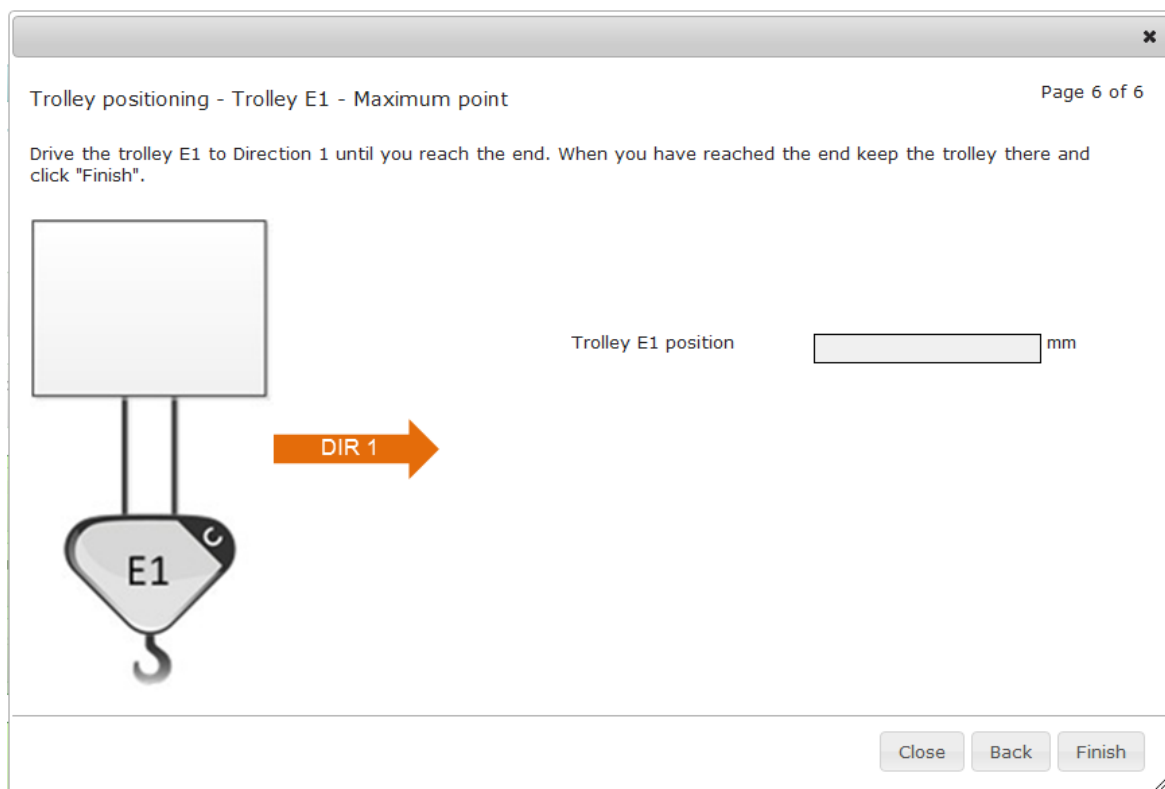 Trolley positioning - Trolley E1 - Maximum point
Page 6 of 6
Drive the trolley E1 to Direction 1 until you reach the end. When you have reached the end keep the trolley there and
click "Finish".
Trolley E1 position
mm
DIR 1
E1
Close
Back
Finish